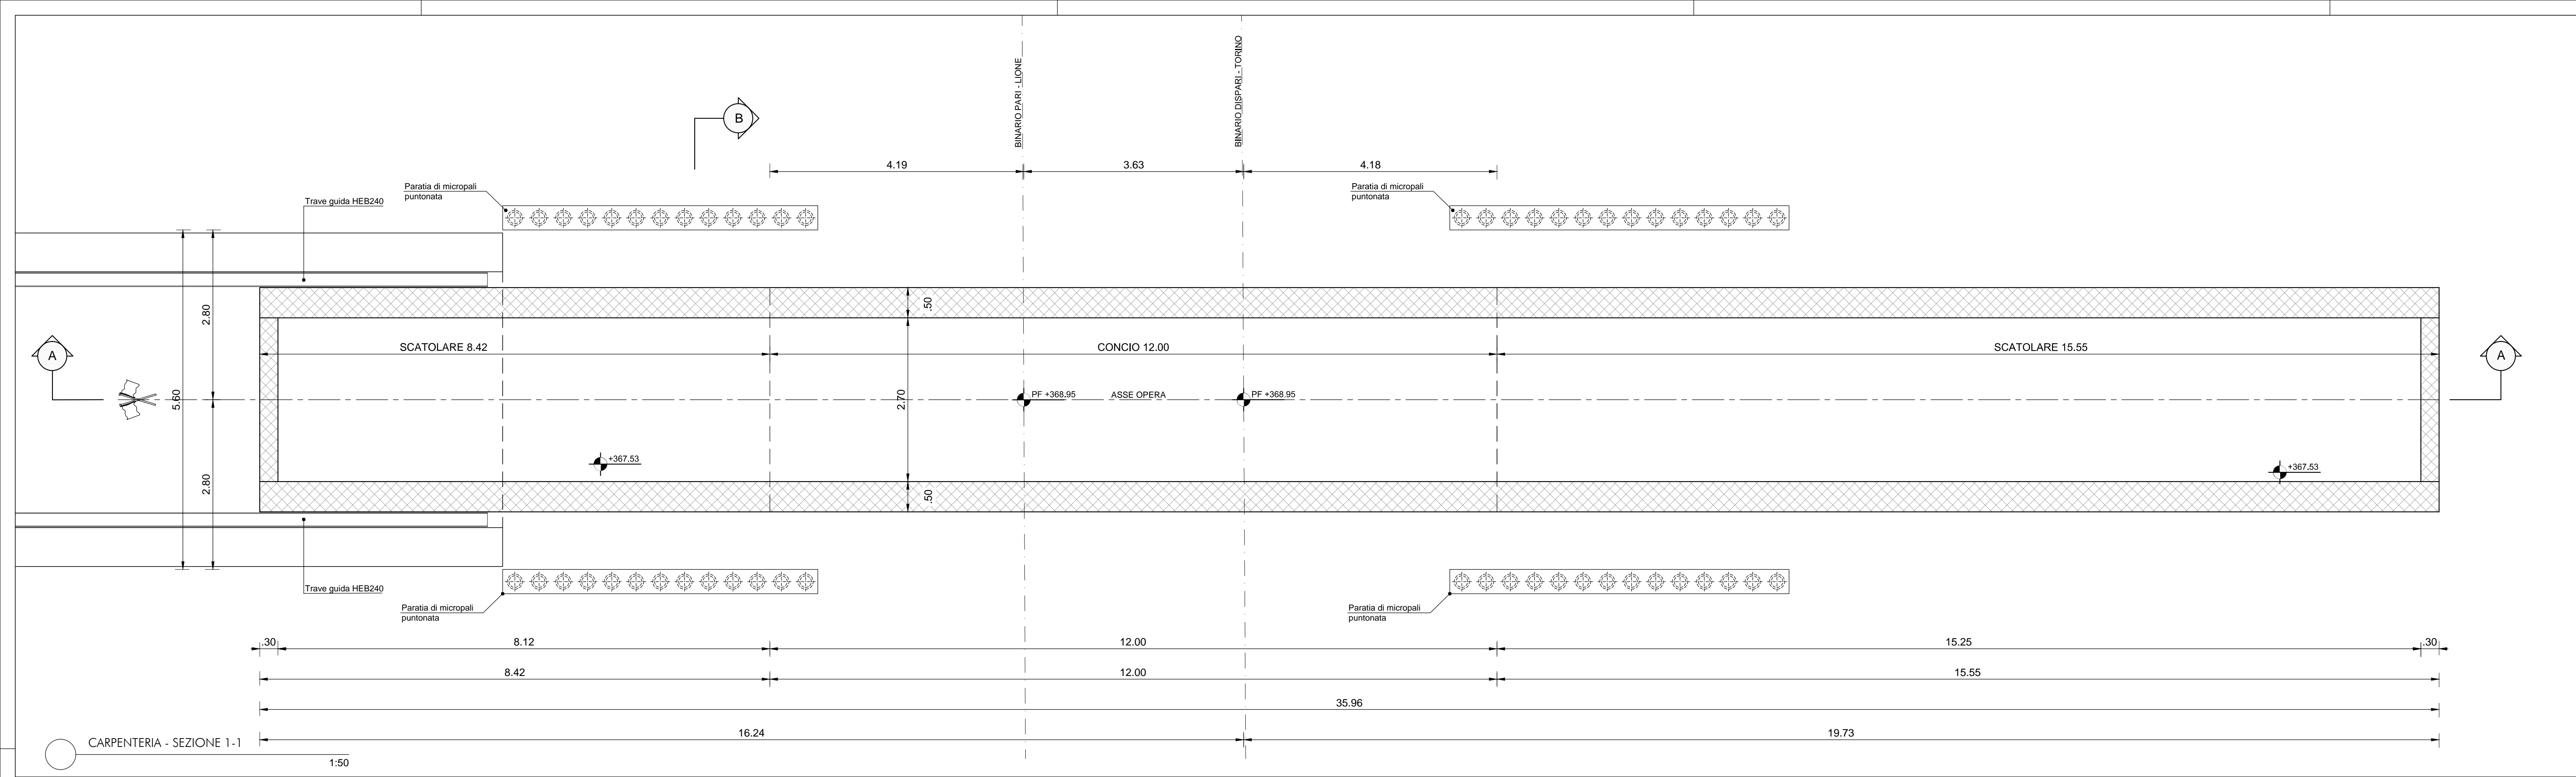 BINARIO PARI - LIONE
BINARIO DISPARI - TORINO
B
4.19
3.63
4.18
Paratia di micropali
puntonata
Paratia di micropali
puntonata
Trave guida HEB240
2.80
5.60
2.80
.50
2.70
.50
A
SCATOLARE 8.42
CONCIO 12.00
SCATOLARE 15.55
A
PF +368.95
ASSE OPERA
PF +368.95
+367.53
+367.53
Trave guida HEB240
Paratia di micropali
puntonata
Paratia di micropali
puntonata
.30
8.12
12.00
15.25
.30
8.42
12.00
15.55
35.96
16.24
19.73
CARPENTERIA - SEZIONE 1-1
1:50